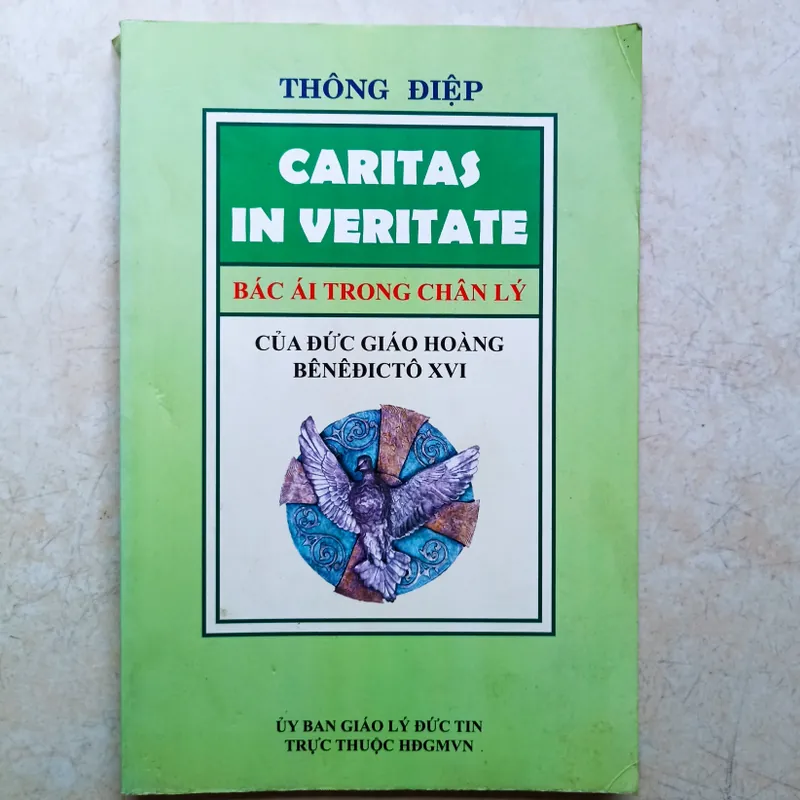 THÔNG ĐIỆP
CARITAS
IN VERITATE
BÁC ÁI TRONG CHÂN LÝ
CỦA ĐỨC GIÁO HOÀNG
BÊNÊĐICTÔ XVI
ỦY BAN GIÁO LÝ ĐỨC TIN
TRỰC THUỘC HĐGMVN